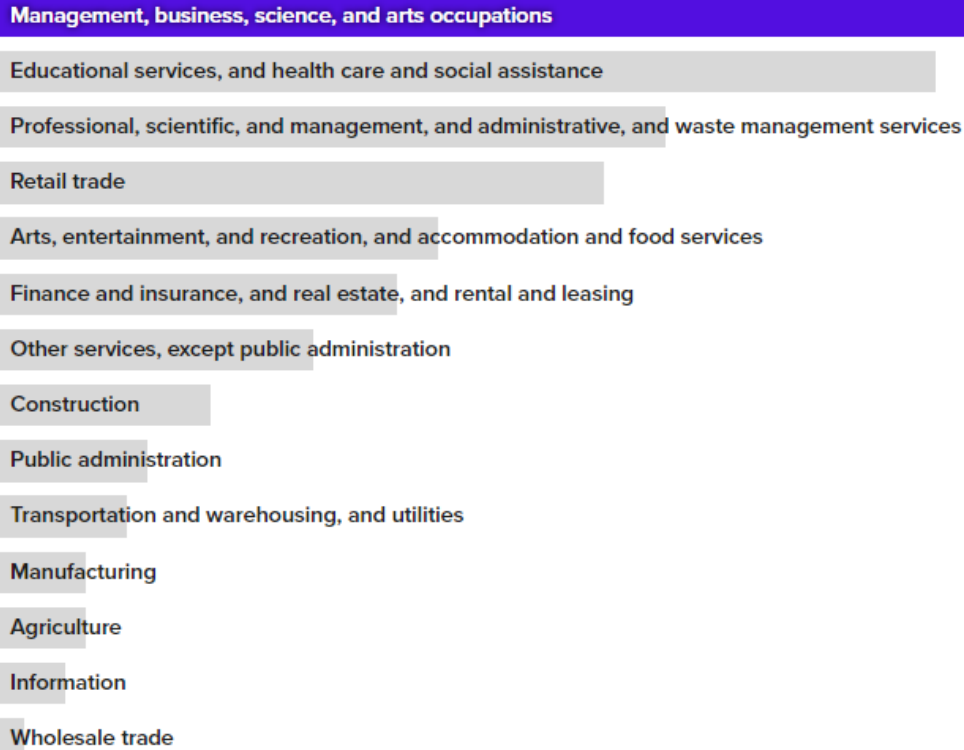 Management, business, science, and arts occupations
Educational services, and health care and social assistance
Professional, scientific, and management, and administrative, and waste management services
Retail trade
Arts, entertainment, and recreation, and accommodation and food services
Finance and insurance, and real estate, and rental and leasing
Other services, except public administration
Construction
Public administration
Transportation and warehousing, and utilities
Manufacturing
Agriculture
Information
Wholesale trade